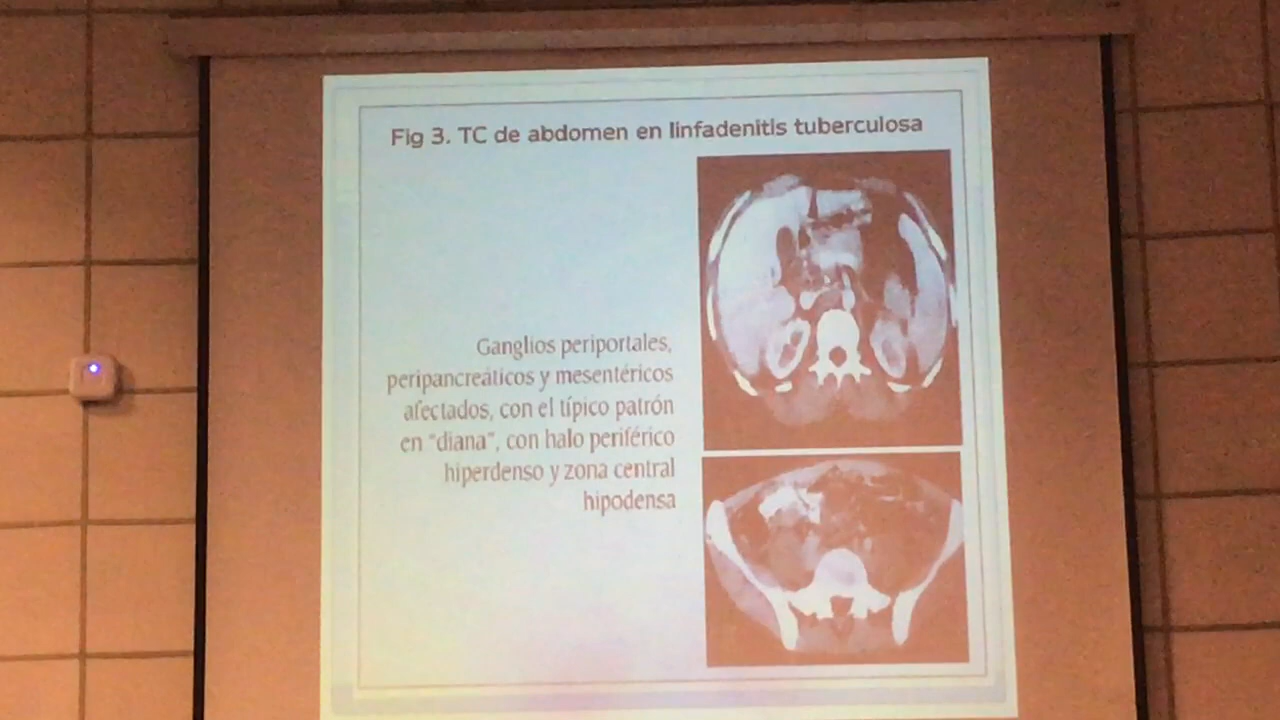 Fig 3. TC de abdomen en linfadenitis tuberculosa
Ganglios periportales,
peripancreáticos y mesentéricos
afectados, con el típico patrón
en "diana", con halo periférico
hiperdenso y zona central
hipodensa